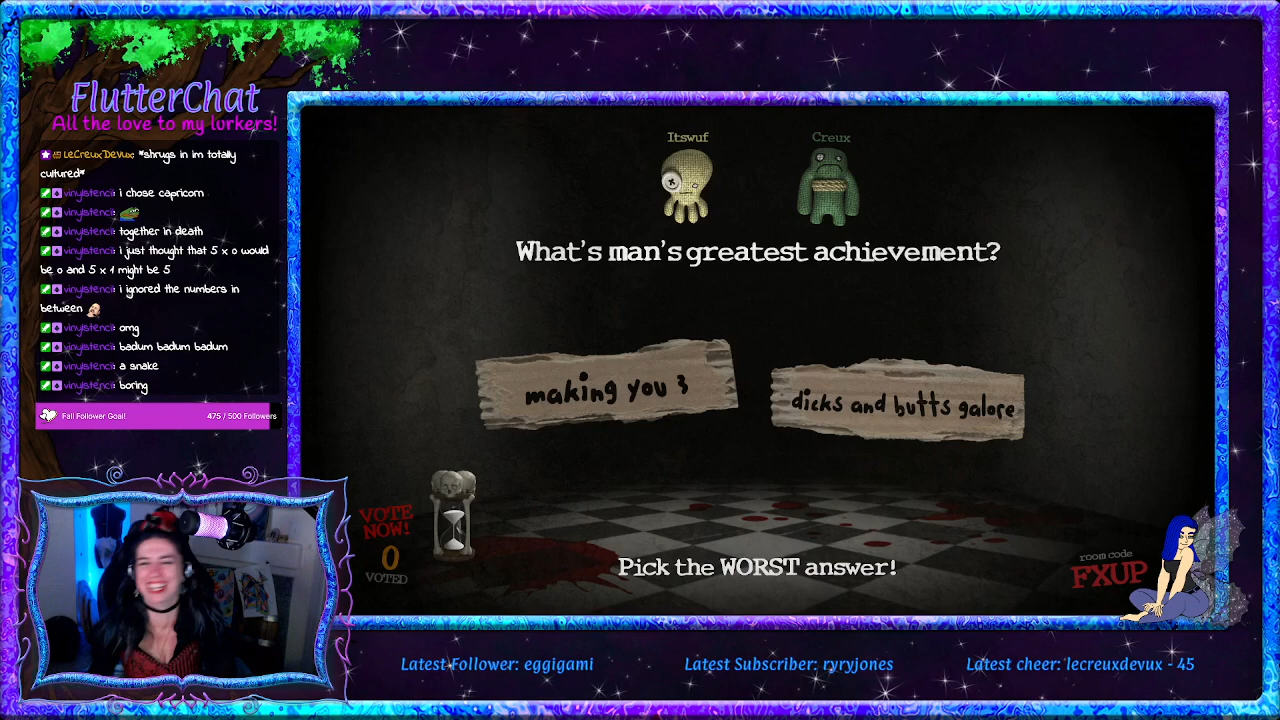 FlutterChat
All the love to my lurkers!
LeCreuxDevux: *shrugs in im totally
cultured*
vinylstencil: i chose capricorn
vinylstencil:
vinylstencil: together in death
vinylstencil: i just thought that 5 x 0 would
be 0 and 5 x 1 might be 5
vinylstencil: i ignored the numbers in
between
vinylstencil: omg
vinylstencil: badum badum badum
vinylstencil: a snake
vinylstencil: boring
Fall Follower Goal!
475 / 500 Followers
Itswuf
Creux
What's man's greatest achievement?
making you 3
dicks and butts galore
VOTE
NOW!
0
VOTED
Pick the WORST answer!
room code
FXUP
Latest Follower: eggigami
Latest Subscriber: ryryjones
Latest cheer: lecreuxdevux - 45